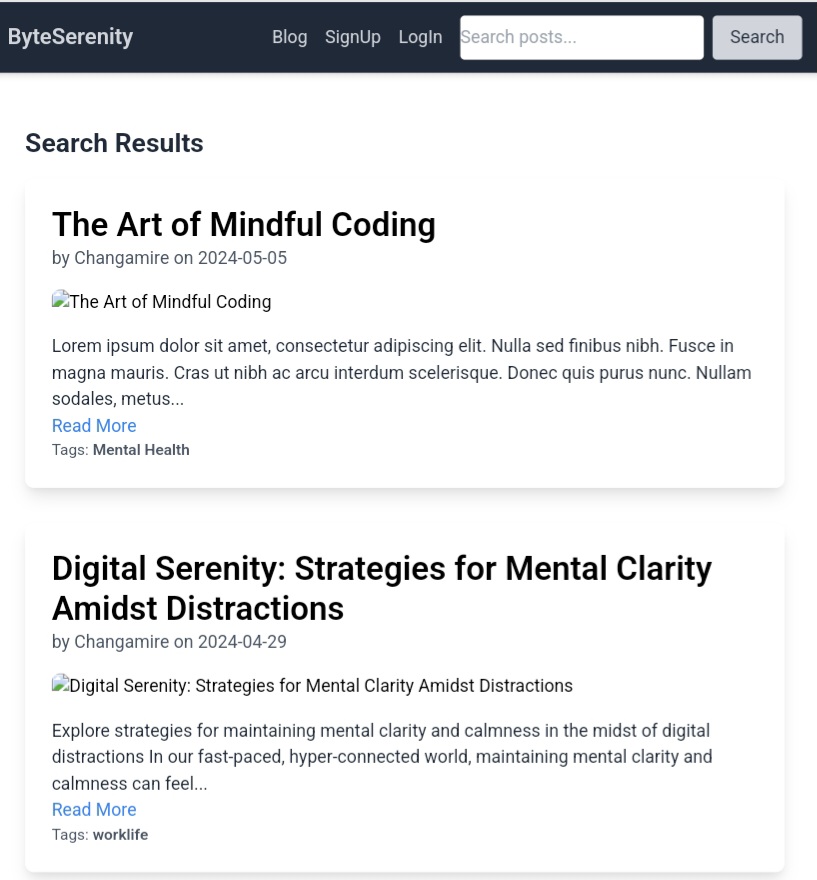 ByteSerenity Blog SignUp LogIn Search posts... Search
Search Results
The Art of Mindful Coding
by Changamire on 2024-05-05
The Art of Mindful Coding
Lorem ipsum dolor sit amet, consectetur adipiscing elit. Nulla sed finibus nibh. Fusce in
magna mauris. Cras ut nibh ac arcu interdum scelerisque. Donec quis purus nunc. Nullam
sodales, metus...
Read More
Tags: Mental Health
Digital Serenity: Strategies for Mental Clarity
Amidst Distractions
by Changamire on 2024-04-29
Digital Serenity: Strategies for Mental Clarity Amidst Distractions
Explore strategies for maintaining mental clarity and calmness in the midst of digital
distractions In our fast-paced, hyper-connected world, maintaining mental clarity and
calmness can feel...
Read More
Tags: worklife